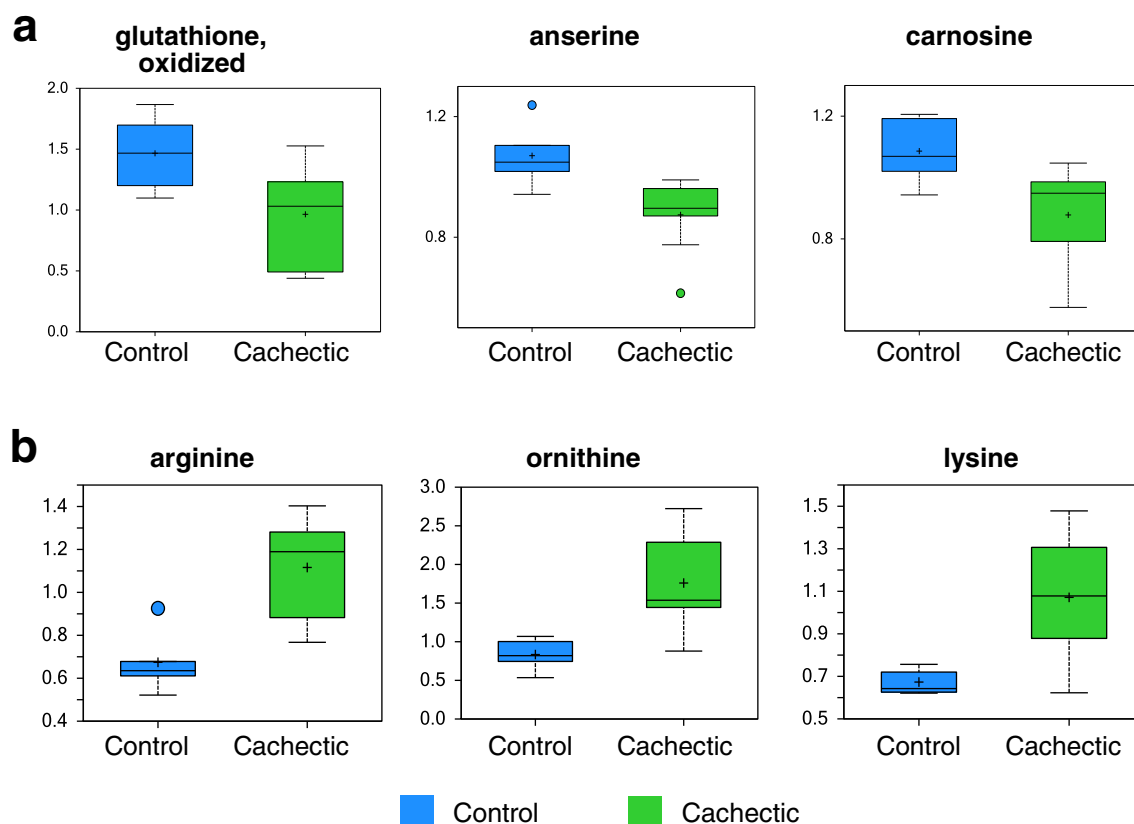 a
glutathione,
oxidized
anserine
carnosine
2.0
1.5
1.0
0.5
0.0
Control Cachectic
1.2
0.8
Control Cachectic
1.2
0.8
Control Cachectic
b
arginine
ornithine
lysine
1.4
1.2
1.0
0.8
0.6
0.4
Control Cachectic
3.0
2.5
2.0
1.5
1.0
0.5
0.0
Control Cachectic
1.5
1.3
1.1
0.9
0.7
0.5
Control Cachectic
Control Cachectic